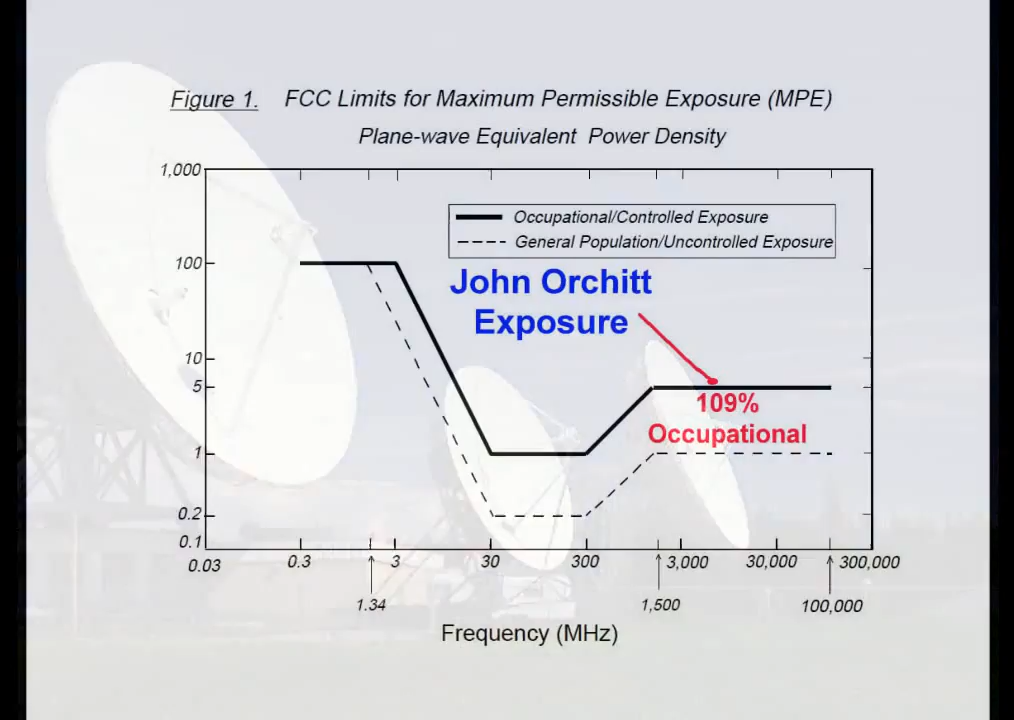 Figure 1. FCC Limits for Maximum Permissible Exposure (MPE)
Plane-wave Equivalent Power Density
1,000
Occupational/Controlled Exposure
General Population/Uncontrolled Exposure
100
John Orchitt
Exposure
10
5
109%
Occupational
1
0.2
0.1
0.03 0.3 3 30 300 3,000 30,000 300,000
1.34 1,500 100,000
Frequency (MHz)